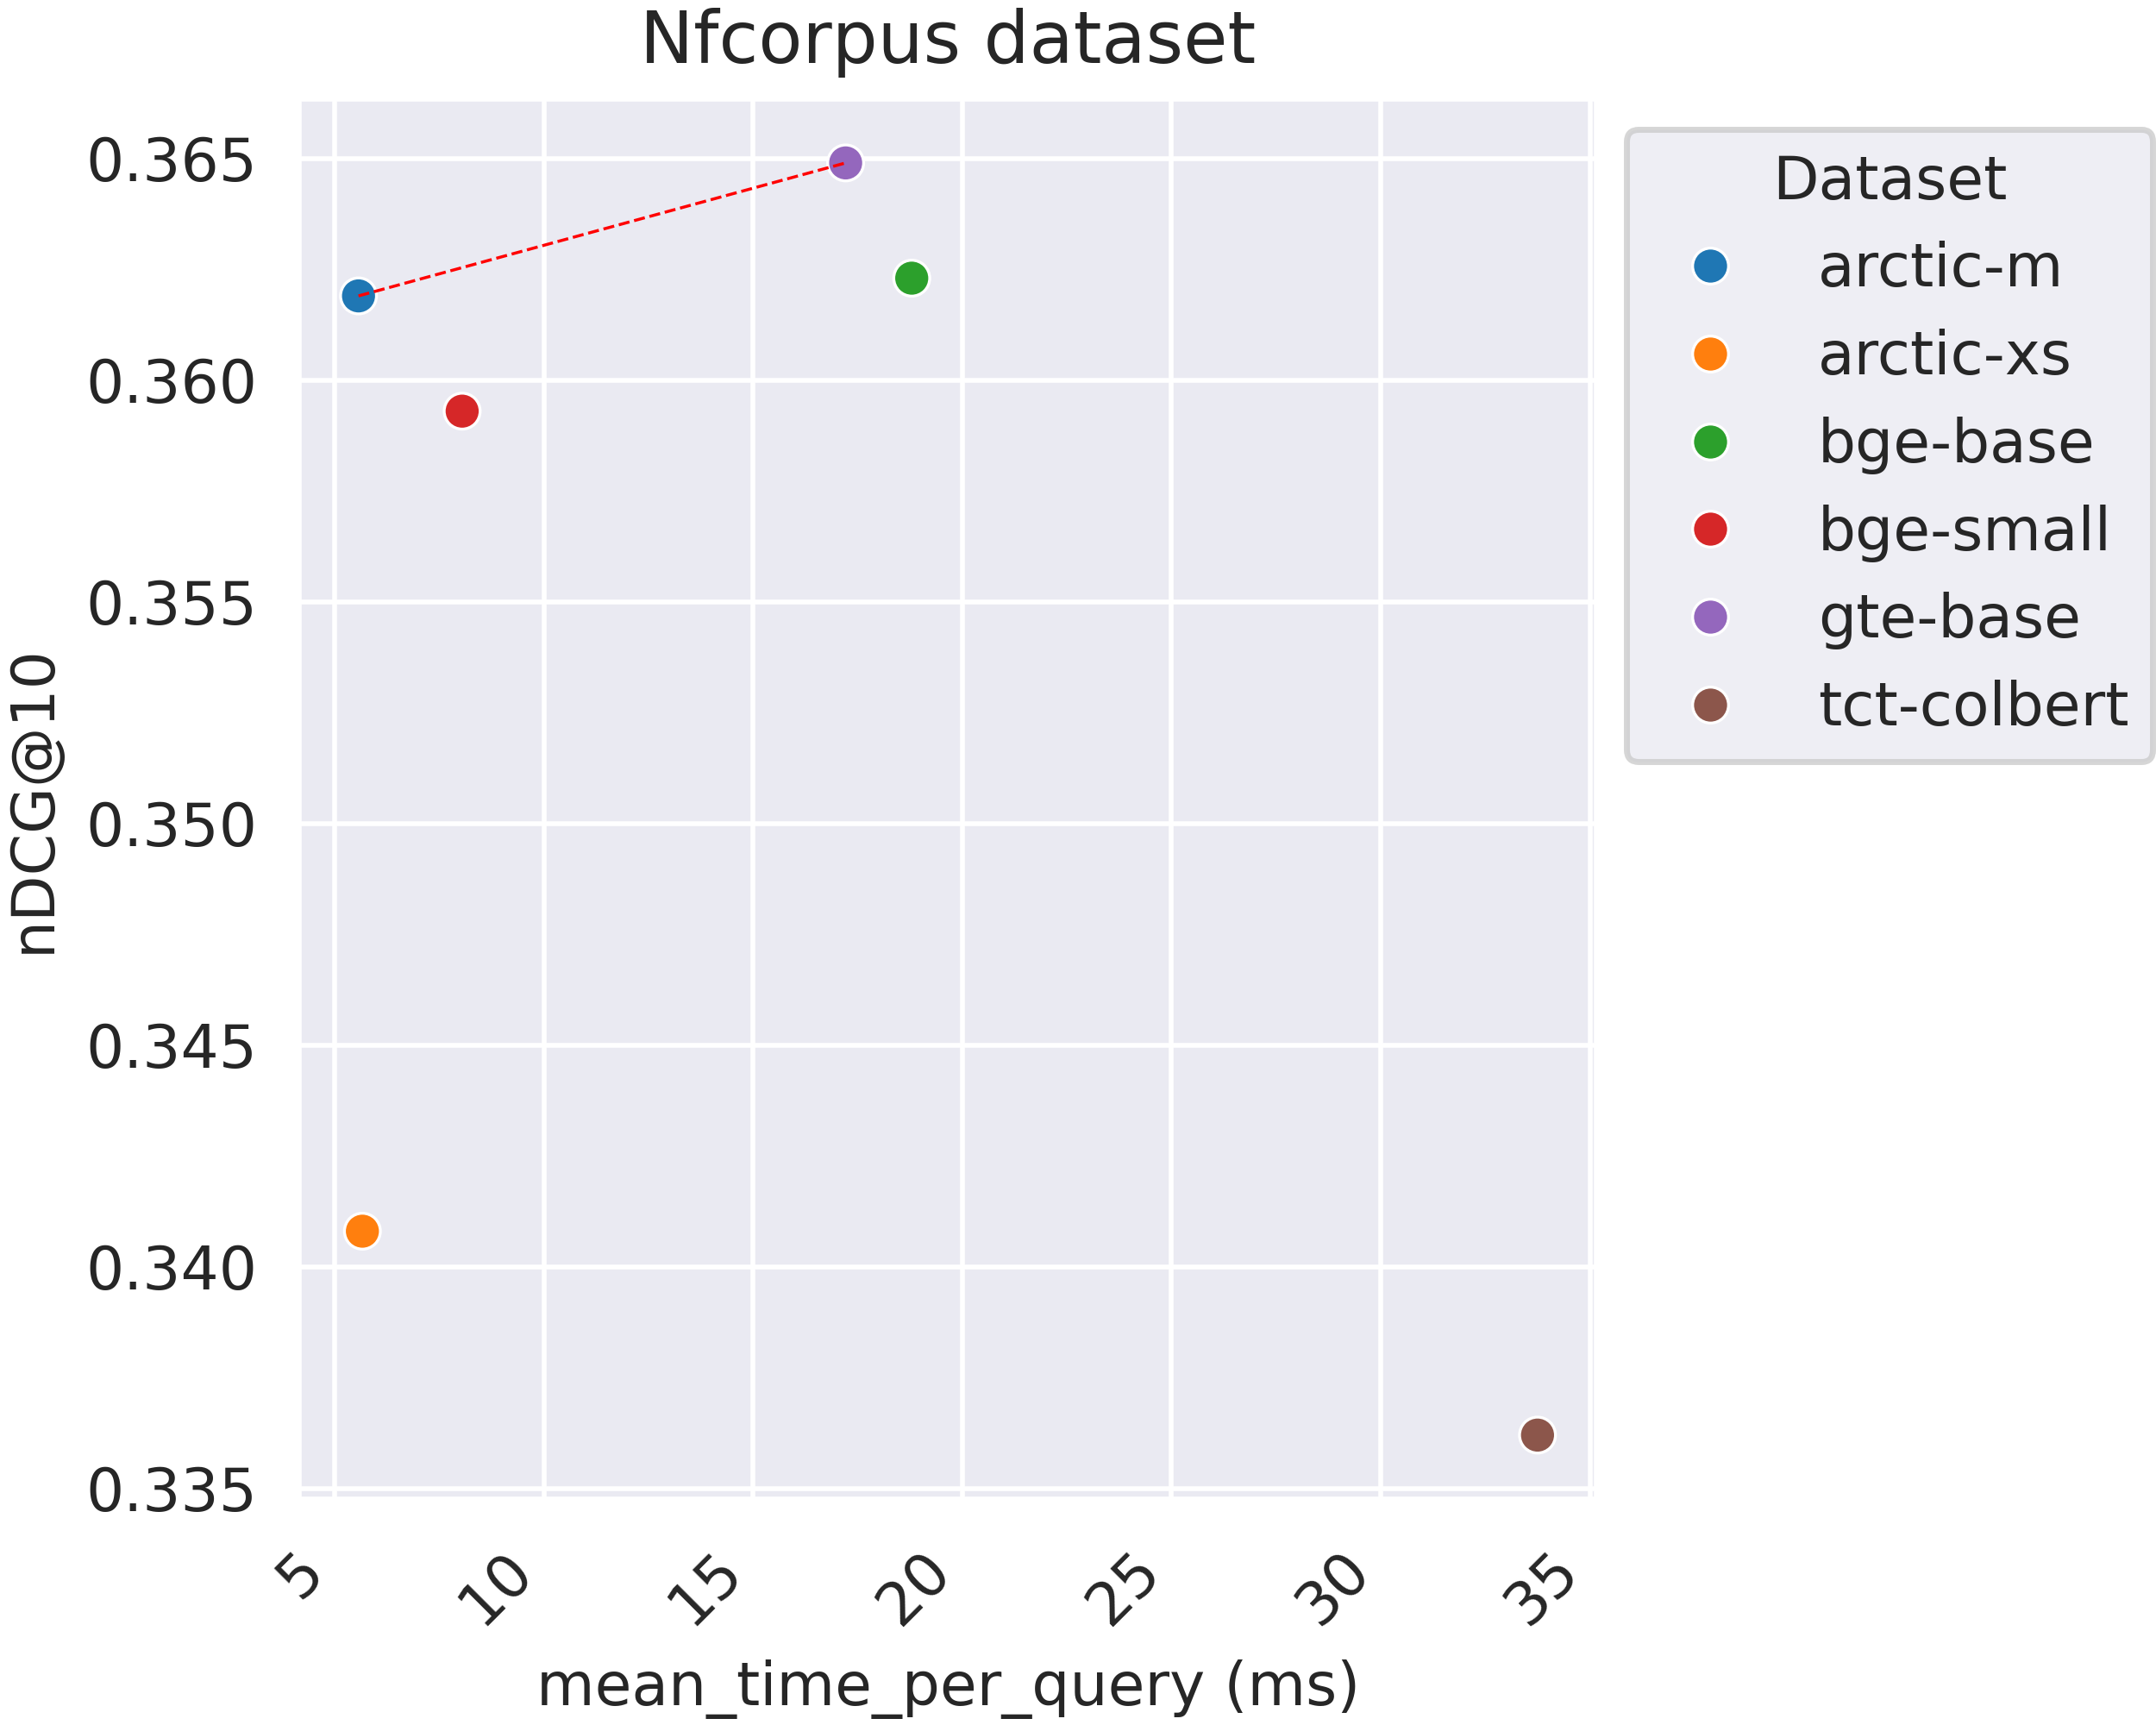 Nfcorpus dataset
0.365
0.360
0.355
0.350
0.345
0.340
0.335
nDCG@10
5
10
15
20
25
30
35
mean_time_per_query (ms)
Dataset
arctic-m
arctic-xs
bge-base
bge-small
gte-base
tct-colbert